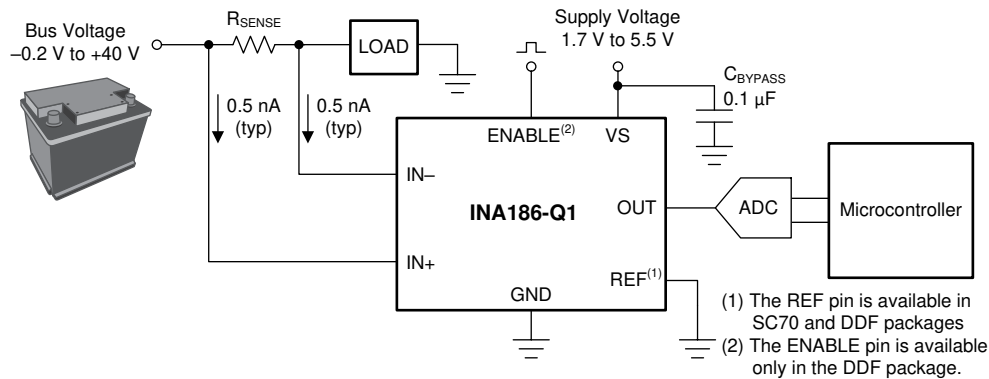 Bus Voltage
–0.2 V to +40 V
RSENSE
LOAD
Supply Voltage
1.7 V to 5.5 V
CBYPASS
0.1 µF
0.5 nA
(typ)
0.5 nA
(typ)
ENABLE(2)
VS
IN–
INA186-Q1
OUT
ADC
Microcontroller
IN+
REF(1)
GND
(1) The REF pin is available in
SC70 and DDF packages
(2) The ENABLE pin is available
only in the DDF package.